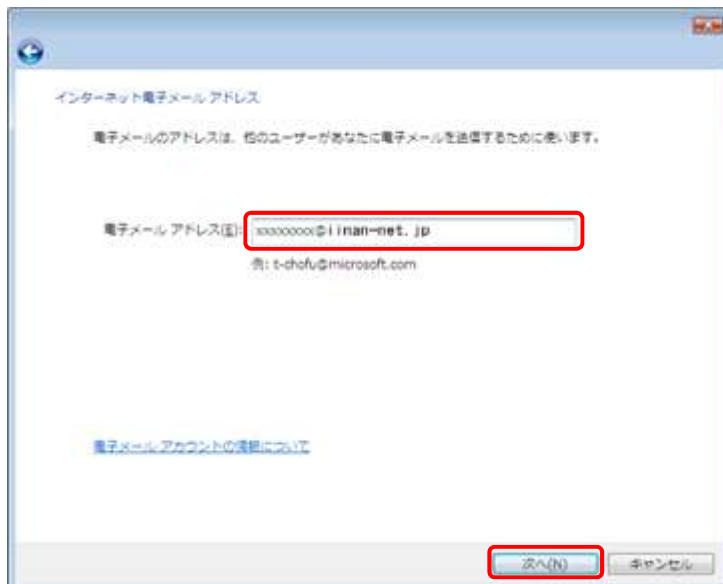 インターネット電子メール アドレス
電子メールのアドレスは、他のユーザーがあなたに電子メールを送信するために使います。
電子メール アドレス(E): xxxxxxxx@iinan-net.jp
例: t-chofu@microsoft.com
電子メール アカウントの情報について
次へ(N) キャンセル